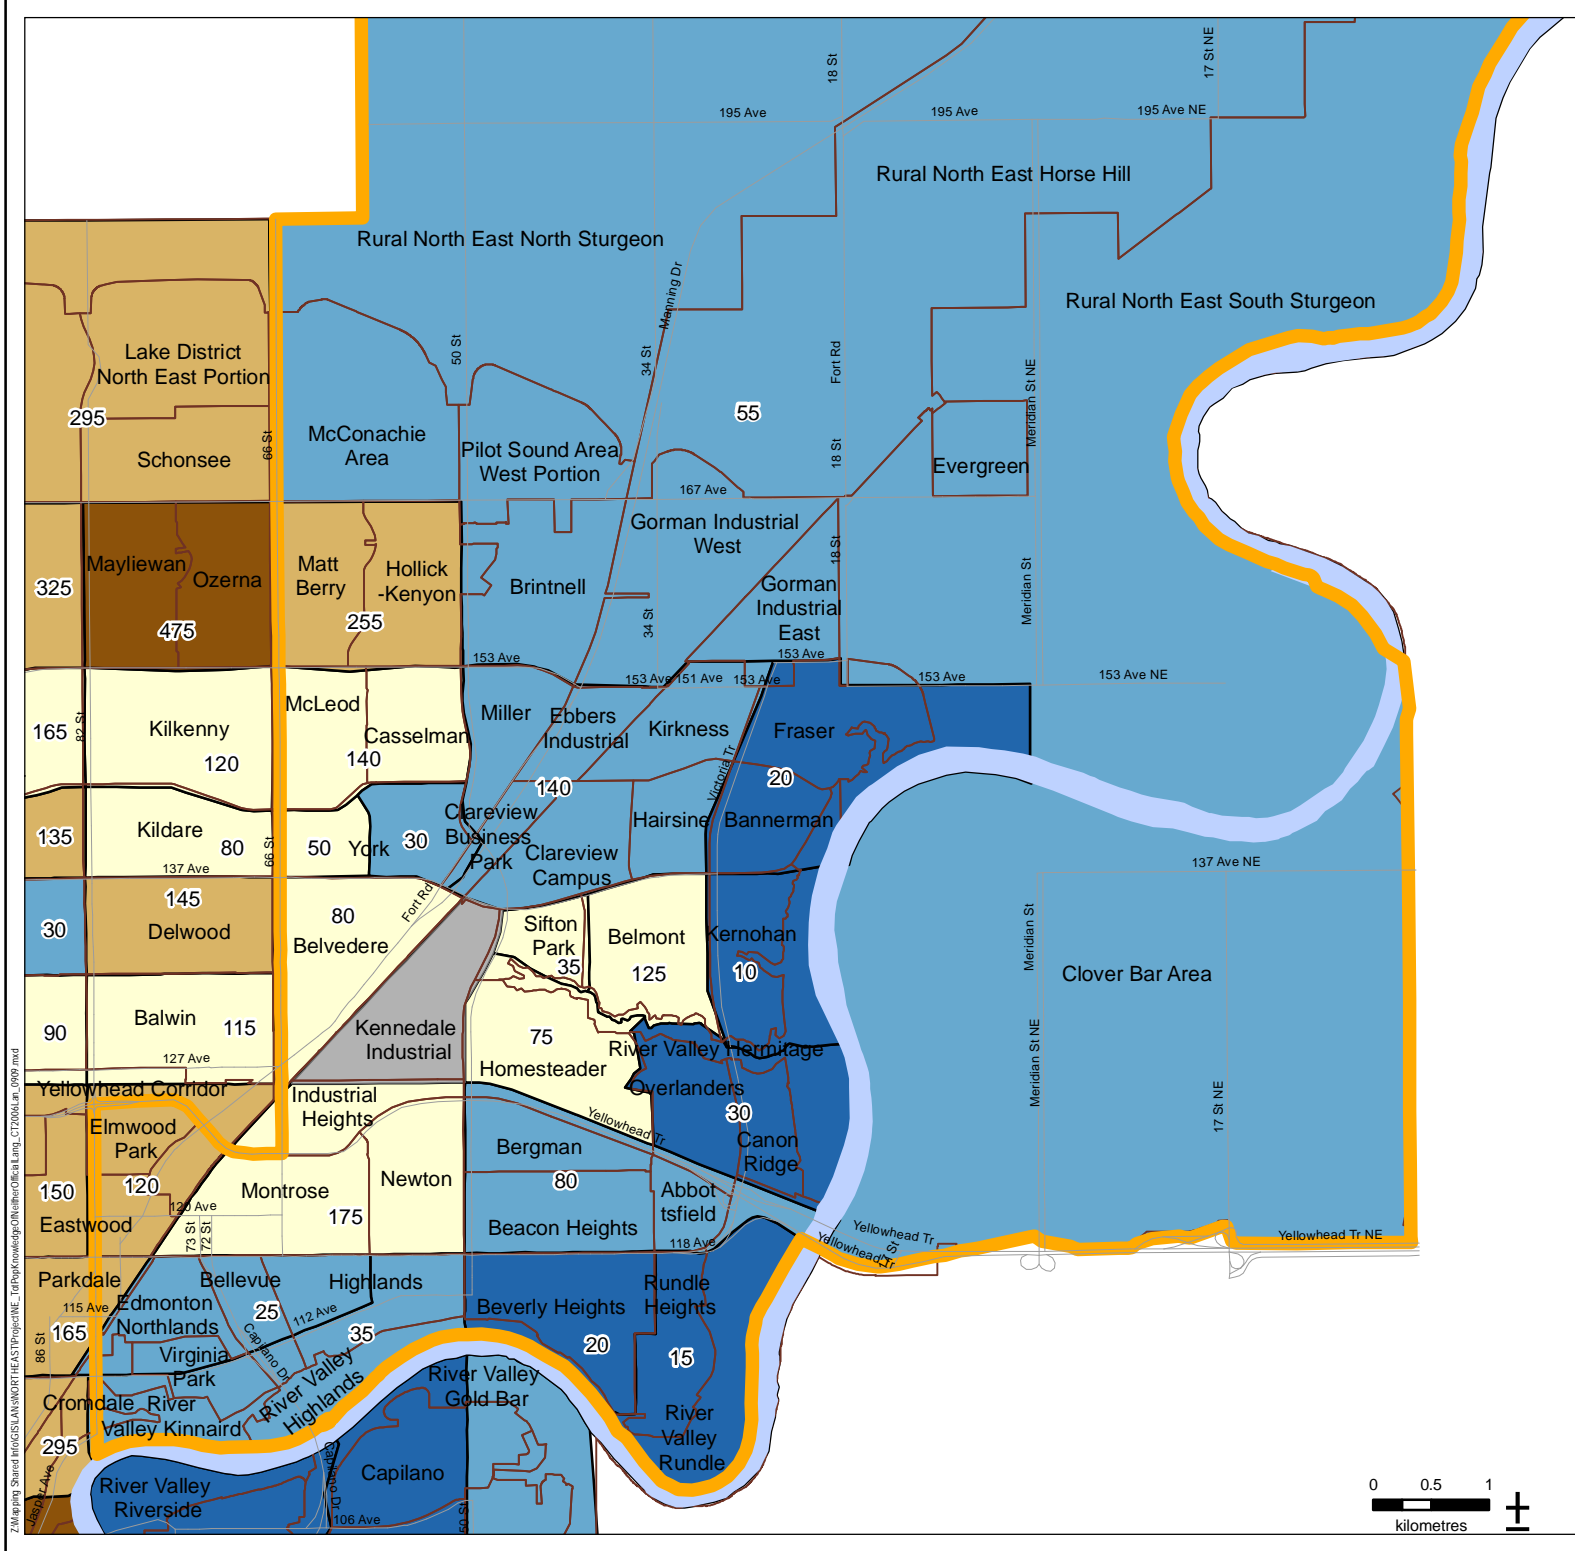 18 St
17 St NE
195 Ave
195 Ave
195 Ave NE
Rural North East Horse Hill
Rural North East North Sturgeon
Manning Dr
Rural North East South Sturgeon
Lake District
North East Portion
50 St
34 St
Fort Rd
Meridian St NE
295
55
McConachie
Area
66 St
Pilot Sound Area
West Portion
18 St
Schonsee
Evergreen
167 Ave
Gorman Industrial
West
Mayliewan
Ozerna
Matt
Berry
Hollick
-Kenyon
Brintnell
18 St
Gorman
Industrial
East
Meridian St
325
475
255
34 St
153 Ave
153 Ave
153 Ave
151 Ave
153 Ave
153 Ave
153 Ave NE
McLeod
165
82 St
Kilkenny
120
Casselman
140
Miller
Ebbers
Industrial
Kirkness
Fraser
Victoria Tr
140
20
135
Kildare
80
66 St
50
York
30
Clareview
Business
Park
Hairsine
Bannerman
Clareview
Campus
137 Ave
137 Ave NE
145
Delwood
30
80
Belvedere
Fort Rd
Sifton
Park
35
Belmont
125
Kernohan
10
Meridian St
Clover Bar Area
90
Balwin
115
Kennedale
Industrial
75
Homesteader
River Valley Hermitage
127 Ave
Yellowhead Corridor
Industrial
Heights
Overlanders
30
Meridian St NE
17 St NE
Elmwood
Park
Yellowhead Tr
Bergman
Canon
Ridge
150
120
Montrose
Newton
80
Abbot
tsfield
120 Ave
175
Eastwood
73 St
72 St
Beacon Heights
118 Ave
Yellowhead Tr
Yellowhead Tr
17 St
Yellowhead Tr NE
Parkdale
Bellevue
Highlands
Rundle
Heights
115 Ave
Edmonton
Northlands
25
112 Ave
Beverly Heights
165
86 St
35
20
15
Capilano Dr
Virginia
Park
River Valley
Highlands
River Valley
Gold Bar
Cromdale
River
Valley Kinnaird
River
Valley
Rundle
295
Jasper Ave
River Valley
Riverside
Capilano Dr
Capilano
106 Ave
50 St
0 0.5 1
kilometres